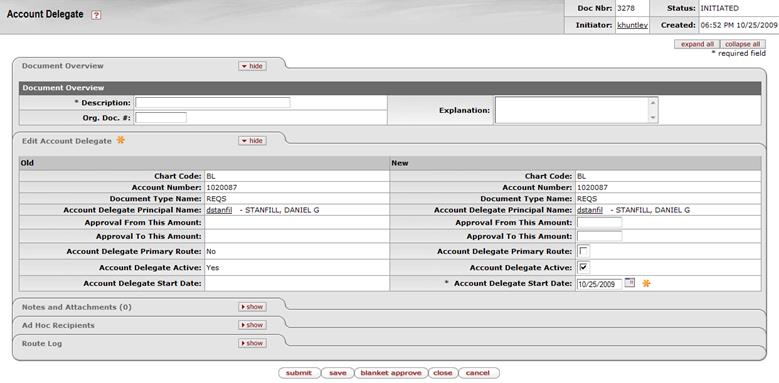 Account Delegate ?
Doc Nbr: 3278 Status: INITIATED
Initiator: khuntley Created: 06:52 PM 10/25/2009
expand all collapse all
* required field
Document Overview hide
Document Overview
* Description: Explanation:
Org. Doc. #:
Edit Account Delegate hide
Old New
Chart Code: BL Chart Code: BL
Account Number: 1020087 Account Number: 1020087
Document Type Name: REQS Document Type Name: REQS
Account Delegate Principal Name: dstanfil - STANFILL, DANIEL G Account Delegate Principal Name: dstanfil - STANFILL, DANIEL G
Approval From This Amount: Approval From This Amount:
Approval To This Amount: Approval To This Amount:
Account Delegate Primary Route: No Account Delegate Primary Route:
Account Delegate Active: Yes Account Delegate Active:
Account Delegate Start Date: * Account Delegate Start Date: 10/25/2009
Notes and Attachments (0) show
Ad Hoc Recipients show
Route Log show
submit save blanket approve close cancel